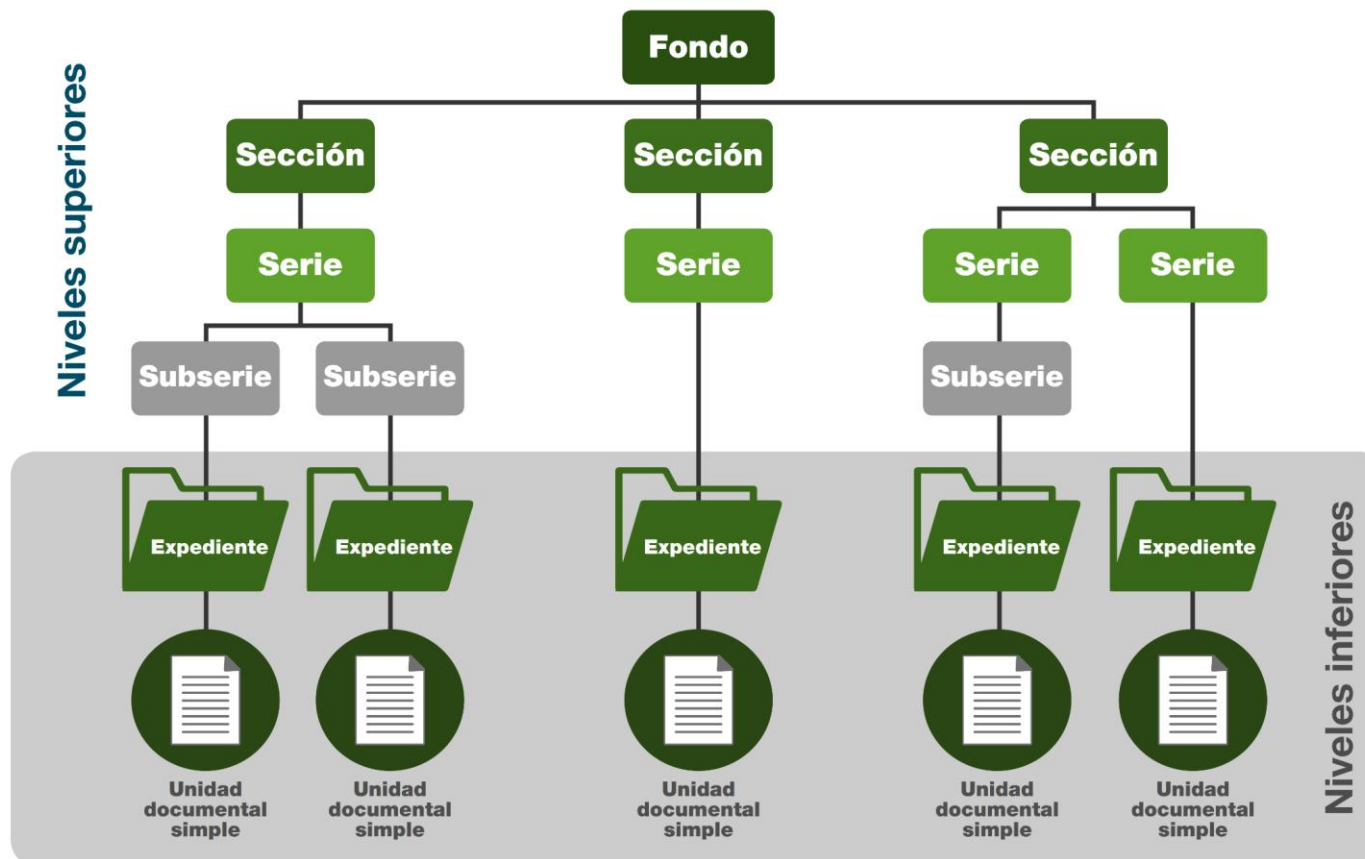 Niveles superiores
Fondo
Sección
Sección
Sección
Serie
Serie
Serie
Serie
Subserie
Subserie
Subserie
Expediente
Expediente
Expediente
Expediente
Expediente
Unidad
documental
simple
Unidad
documental
simple
Unidad
documental
simple
Unidad
documental
simple
Unidad
documental
simple
Niveles inferiores